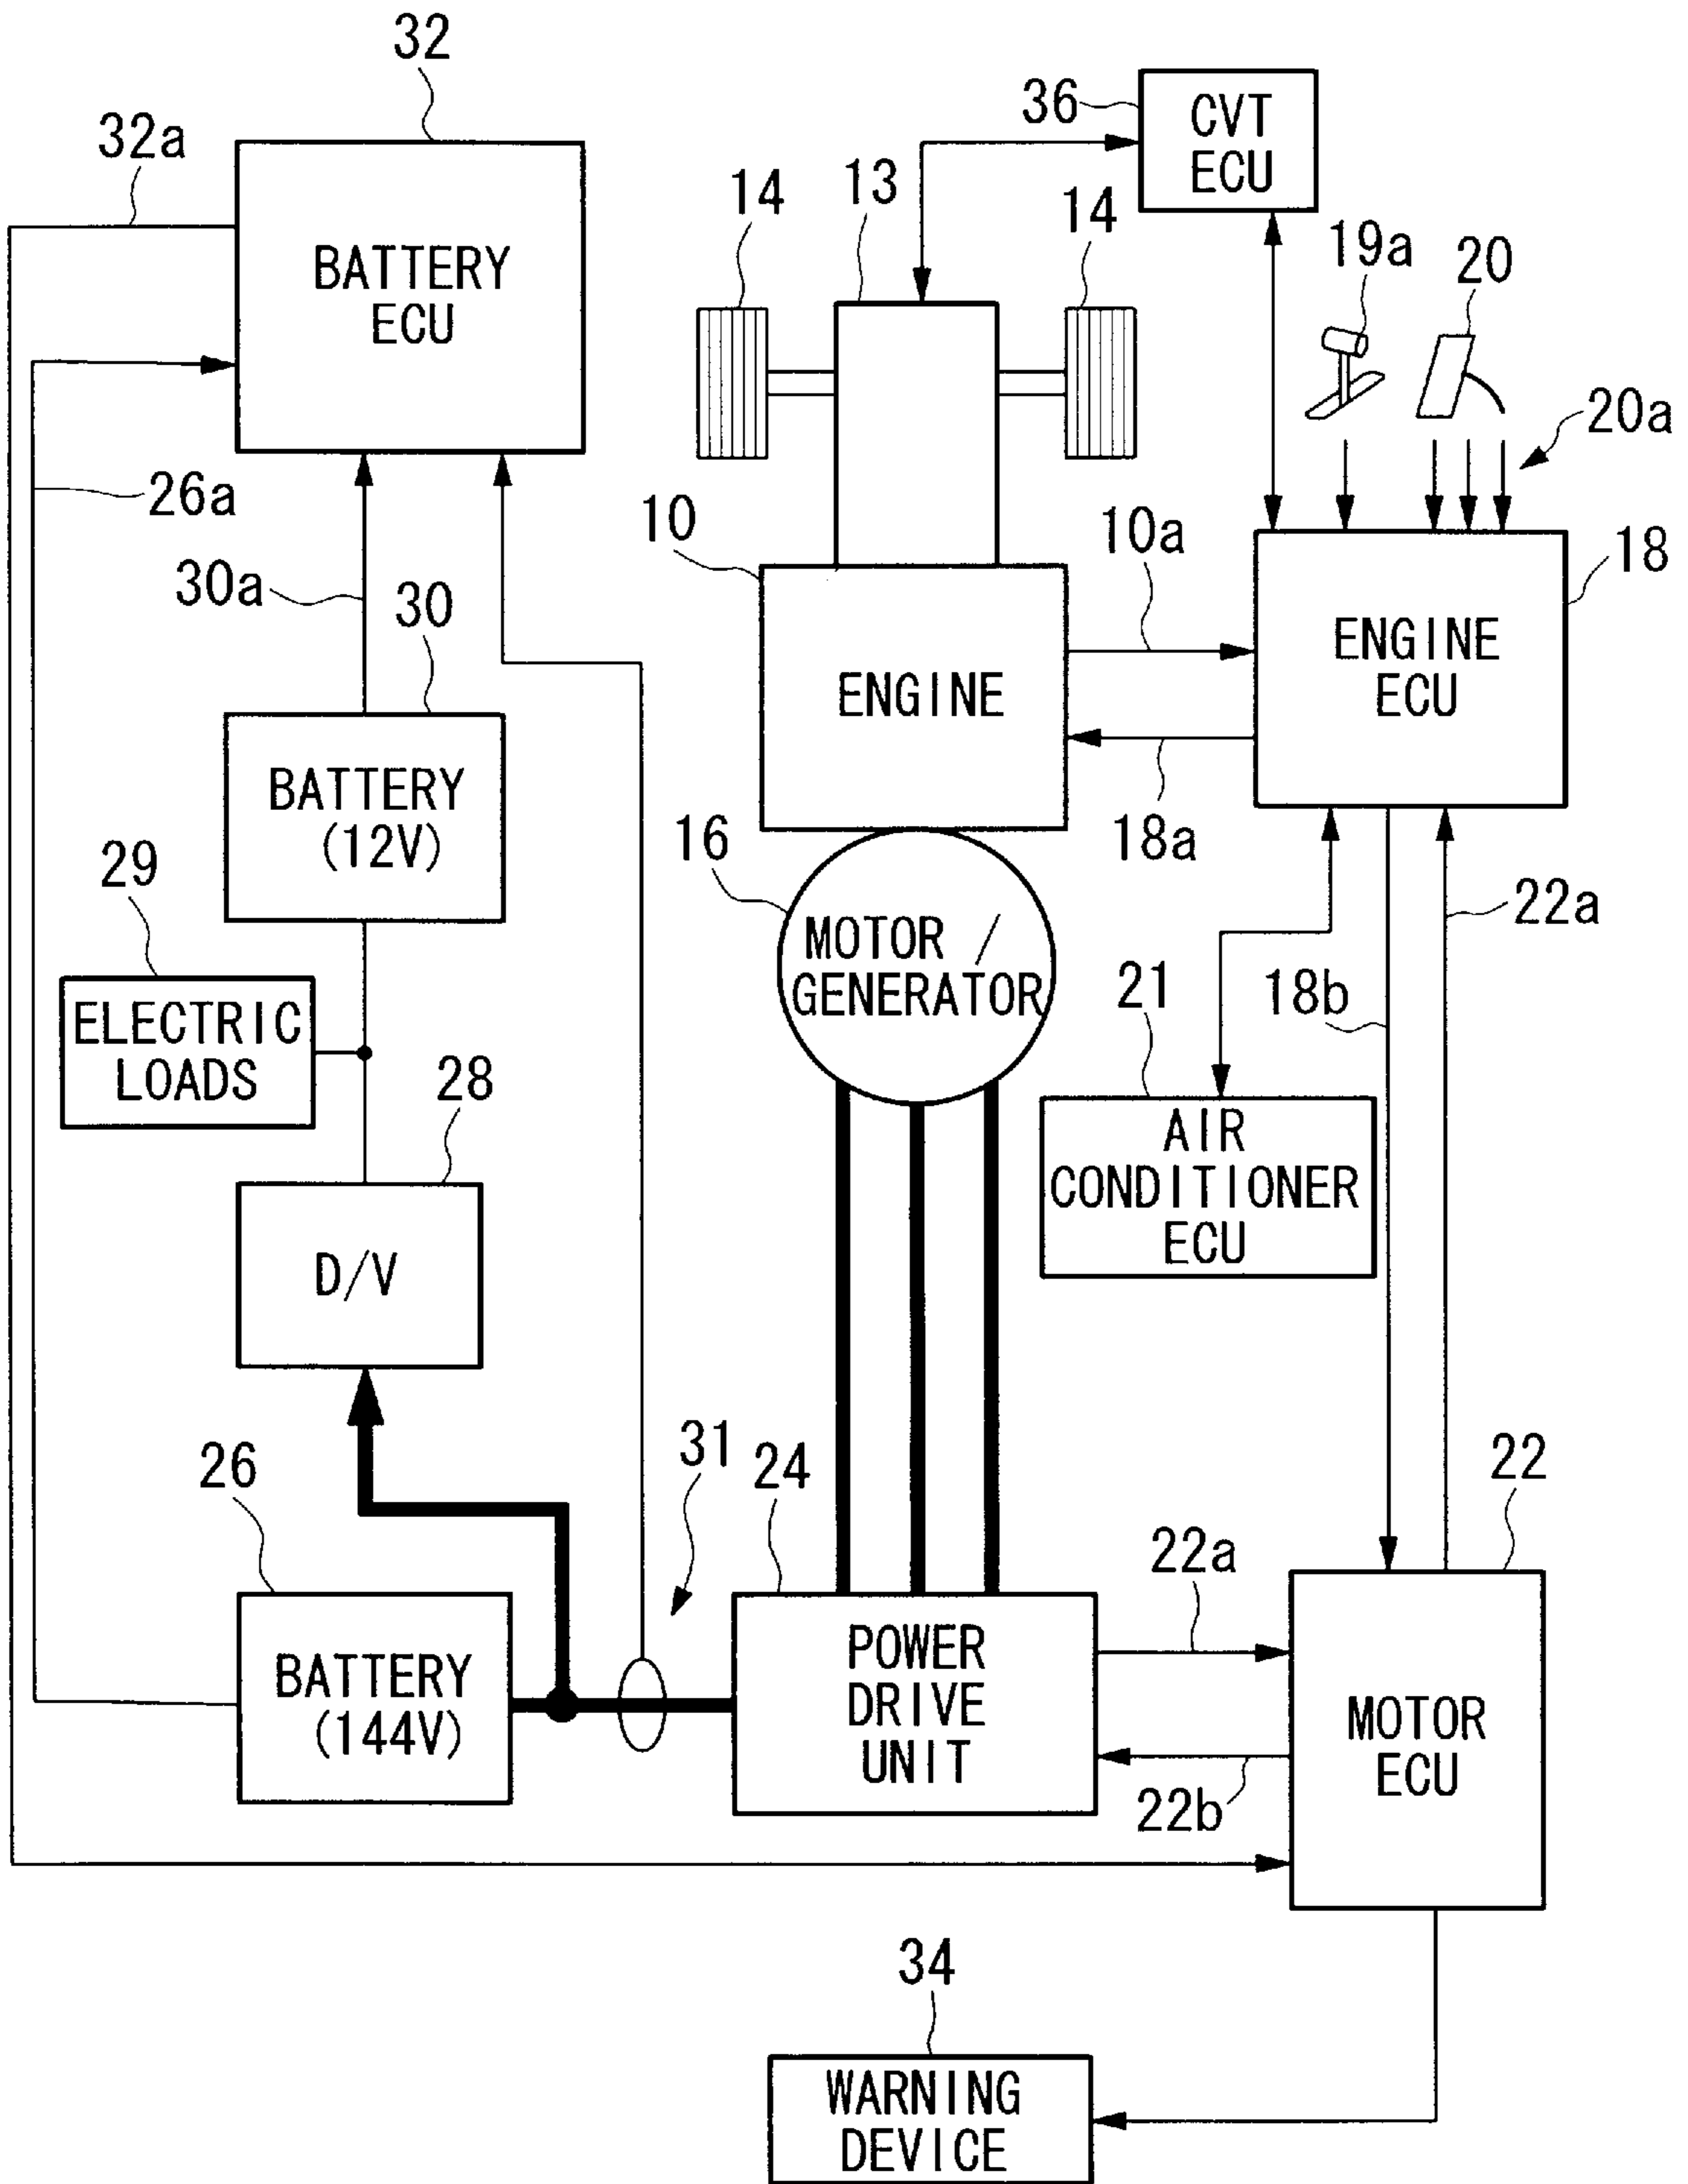 32
36
CVT
ECU
32a
14
13
14
19a
20
BATTERY
ECU
20a
26a
10
10a
18
30a
30
ENGINE
ECU
ENGINE
BATTERY
(12V)
18a
29
16
22a
MOTOR /
GENERATOR
21
18b
ELECTRIC
LOADS
28
AIR
CONDITIONER
ECU
D/V
26
31
24
22
22a
POWER
DRIVE
UNIT
BATTERY
(144V)
MOTOR
ECU
22b
34
WARNING
DEVICE